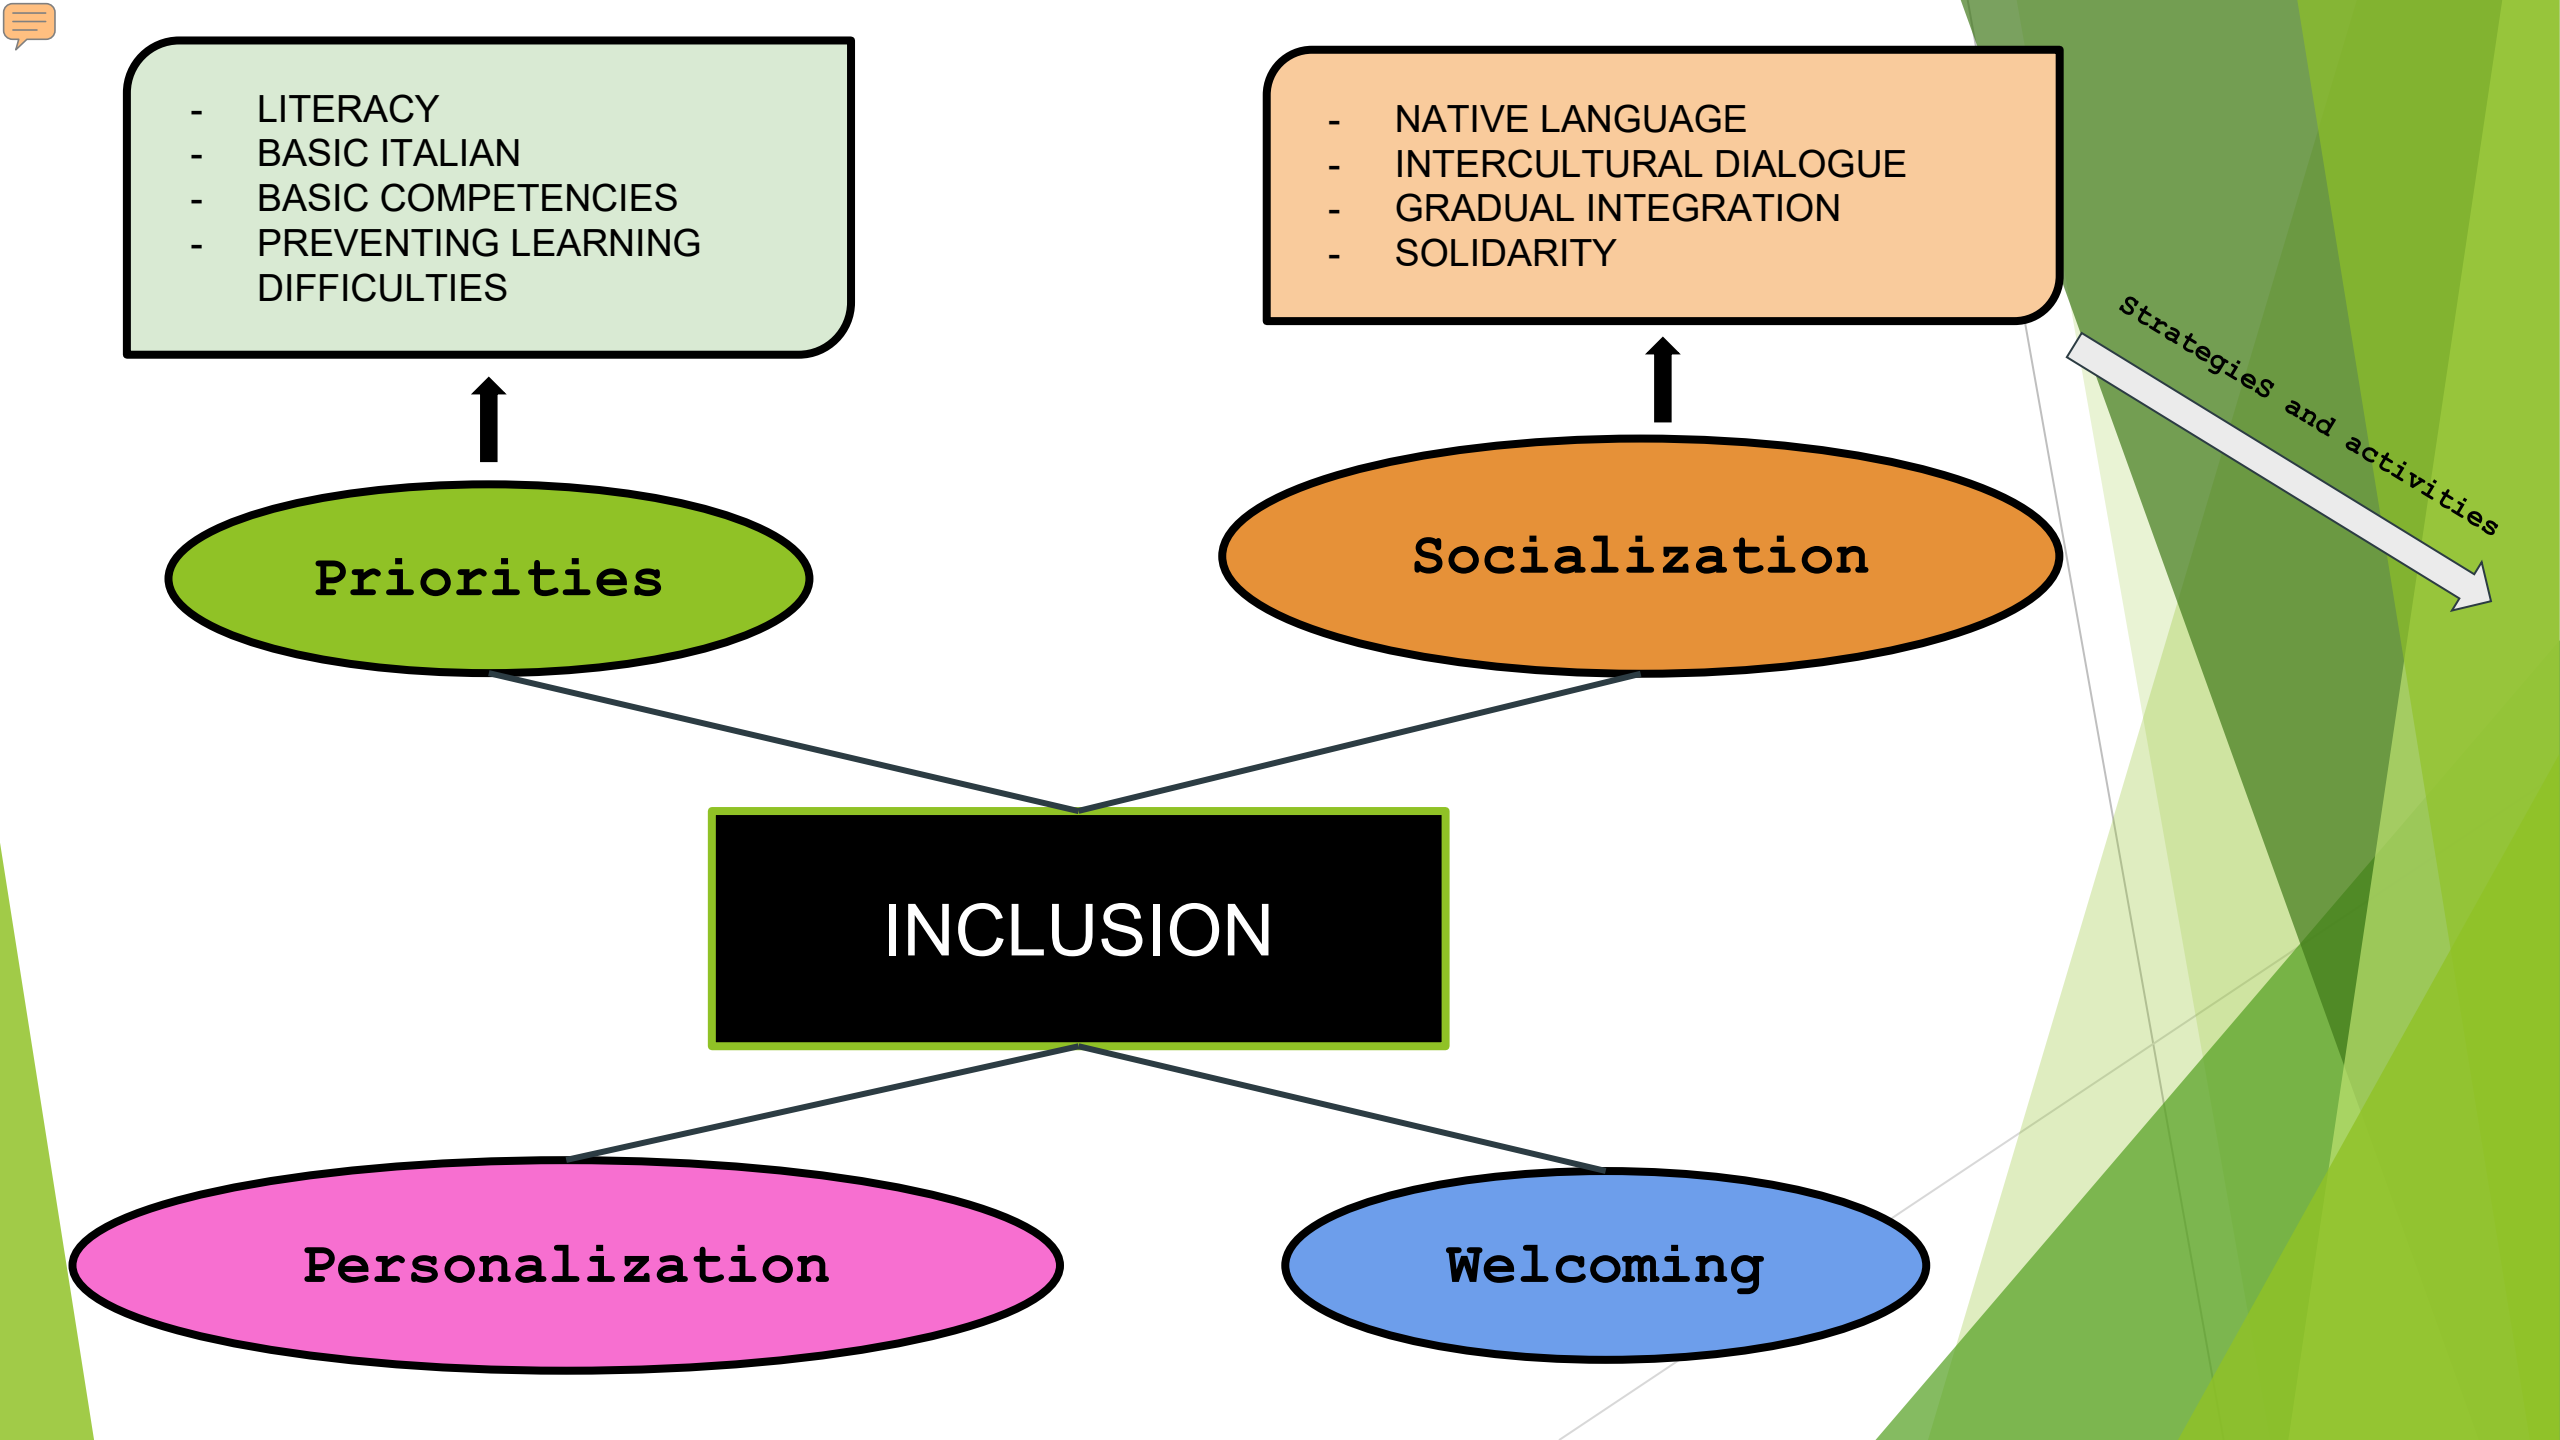 - LITERACY
- BASIC ITALIAN
- BASIC COMPETENCIES
- PREVENTING LEARNING
DIFFICULTIES
- NATIVE LANGUAGE
- INTERCULTURAL DIALOGUE
- GRADUAL INTEGRATION
- SOLIDARITY
StrategieS and activities
Priorities
Socialization
INCLUSION
Personalization
Welcoming